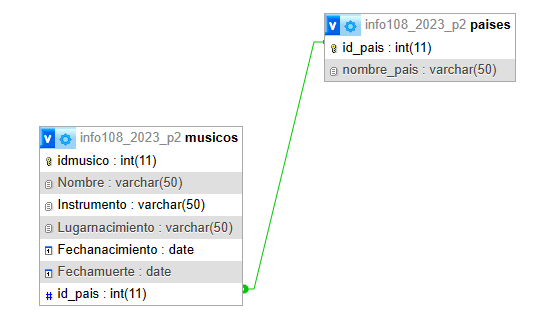 v info108_2023_p2 paises
id_pais : int(11)
nombre_pais : varchar(50)
v info108_2023_p2 musicos
idmusico : int(11)
Nombre : varchar(50)
Instrumento : varchar(50)
Lugarnacimiento : varchar(50)
Fechanacimiento : date
Fechamuerte : date
# id_pais : int(11)